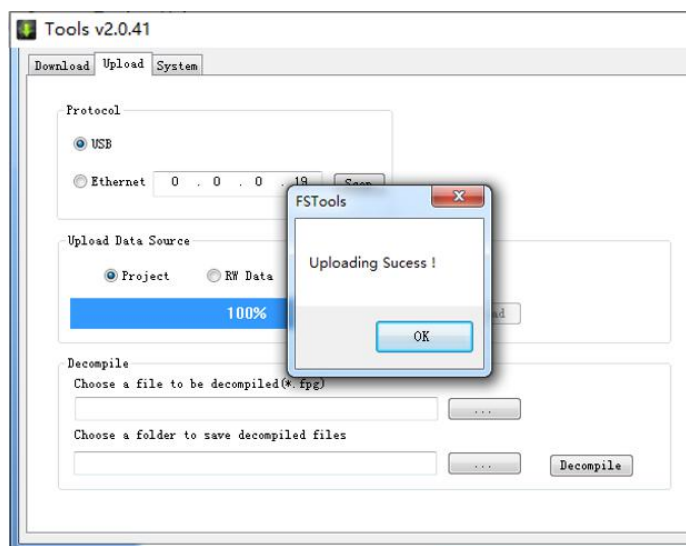 Tools v2.0.41
Download Upload System
Protocol
USB
Ethernet 0 . 0 . 0 . 19
FSTools
Uploading Sucess !
OK
Upload Data Source
Project RW Data
100%
Decompile
Choose a file to be decompiled(*.fpg)
...
Choose a folder to save decompiled files
... Decompile